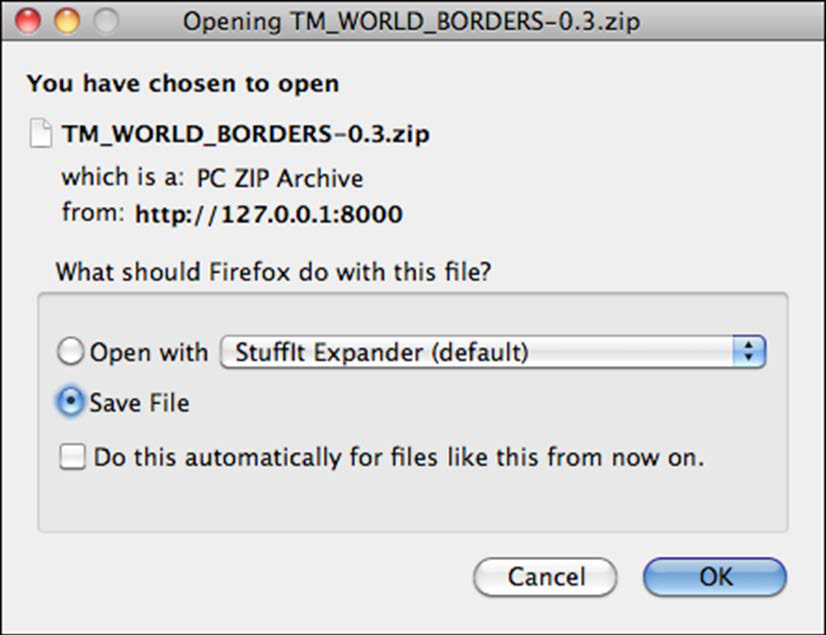 Opening TM_WORLD_BORDERS-0.3.zip
You have chosen to open
TM_WORLD_BORDERS-0.3.zip
which is a: PC ZIP Archive
from: http://127.0.0.1:8000
What should Firefox do with this file?
Open with StuffIt Expander (default)
Save File
Do this automatically for files like this from now on.
Cancel OK